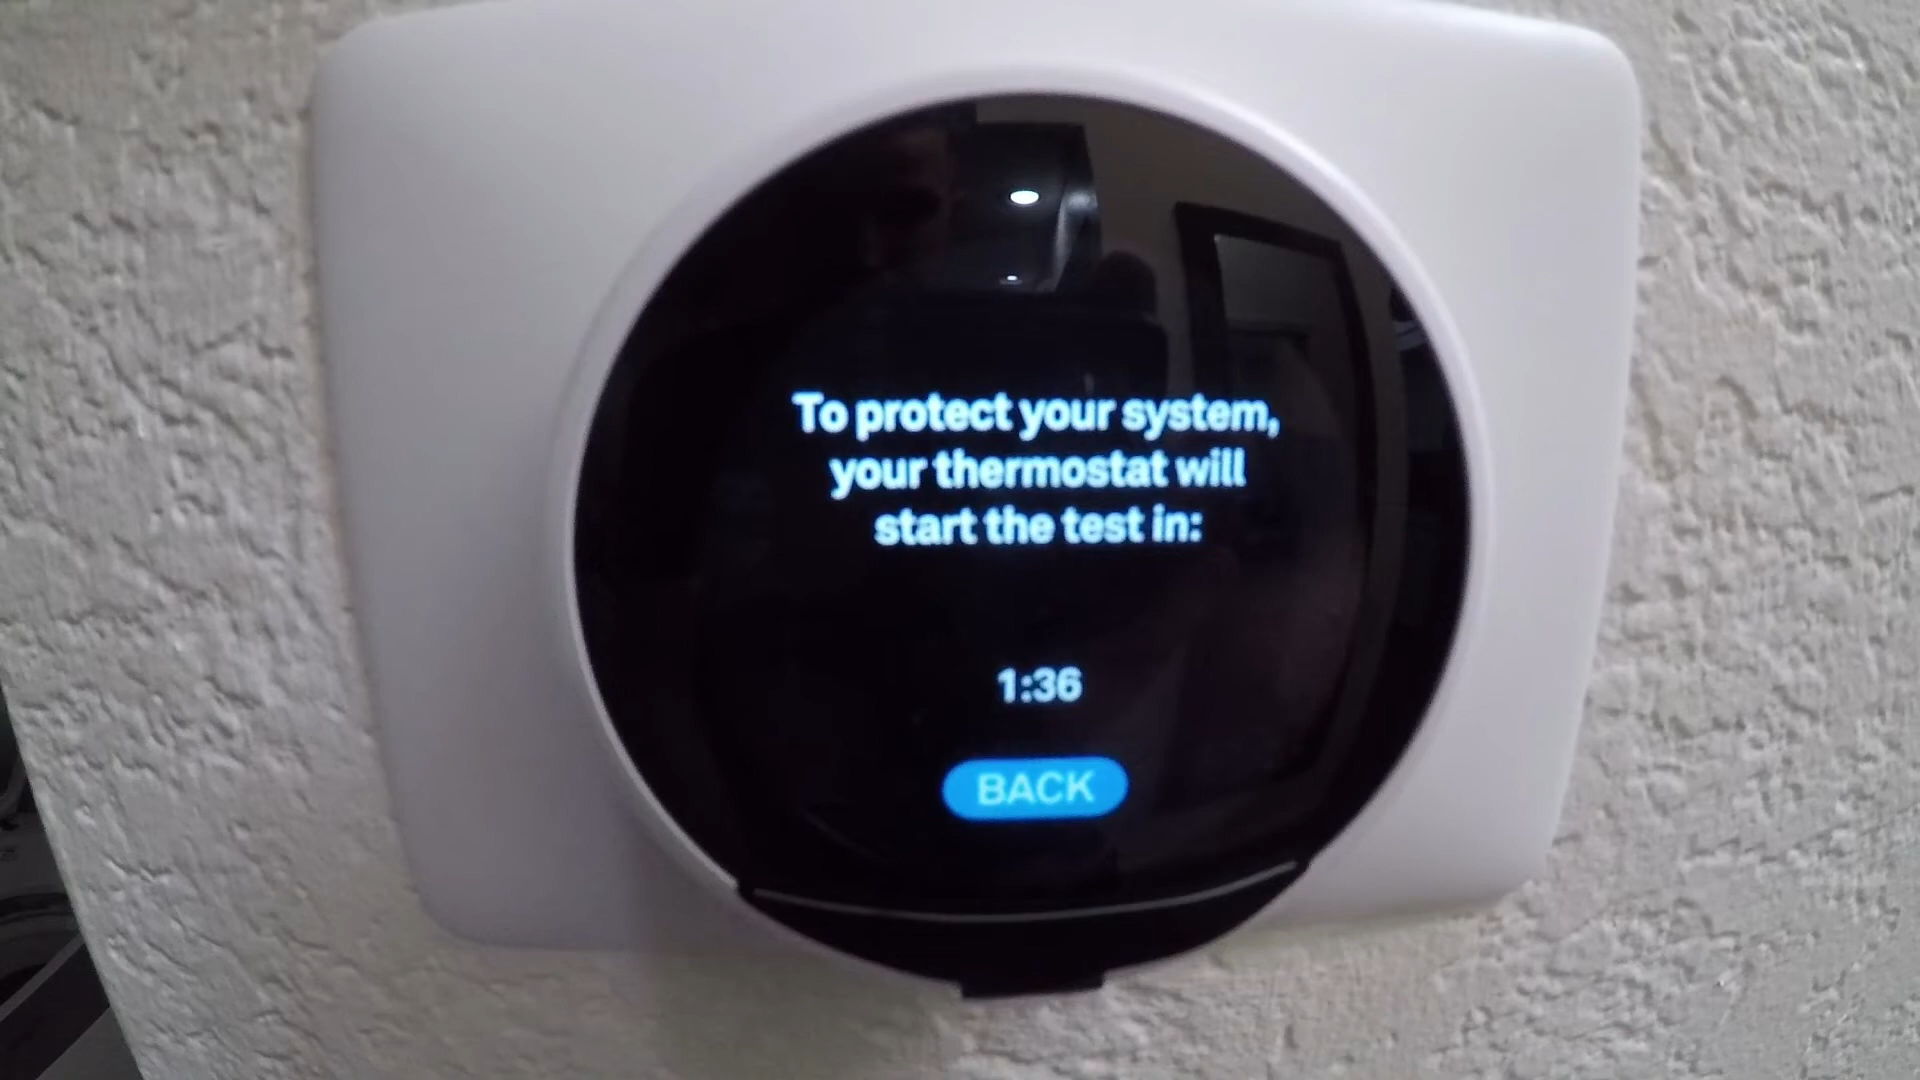 To protect your system,
your thermostat will
start the test in:
1:36
BACK